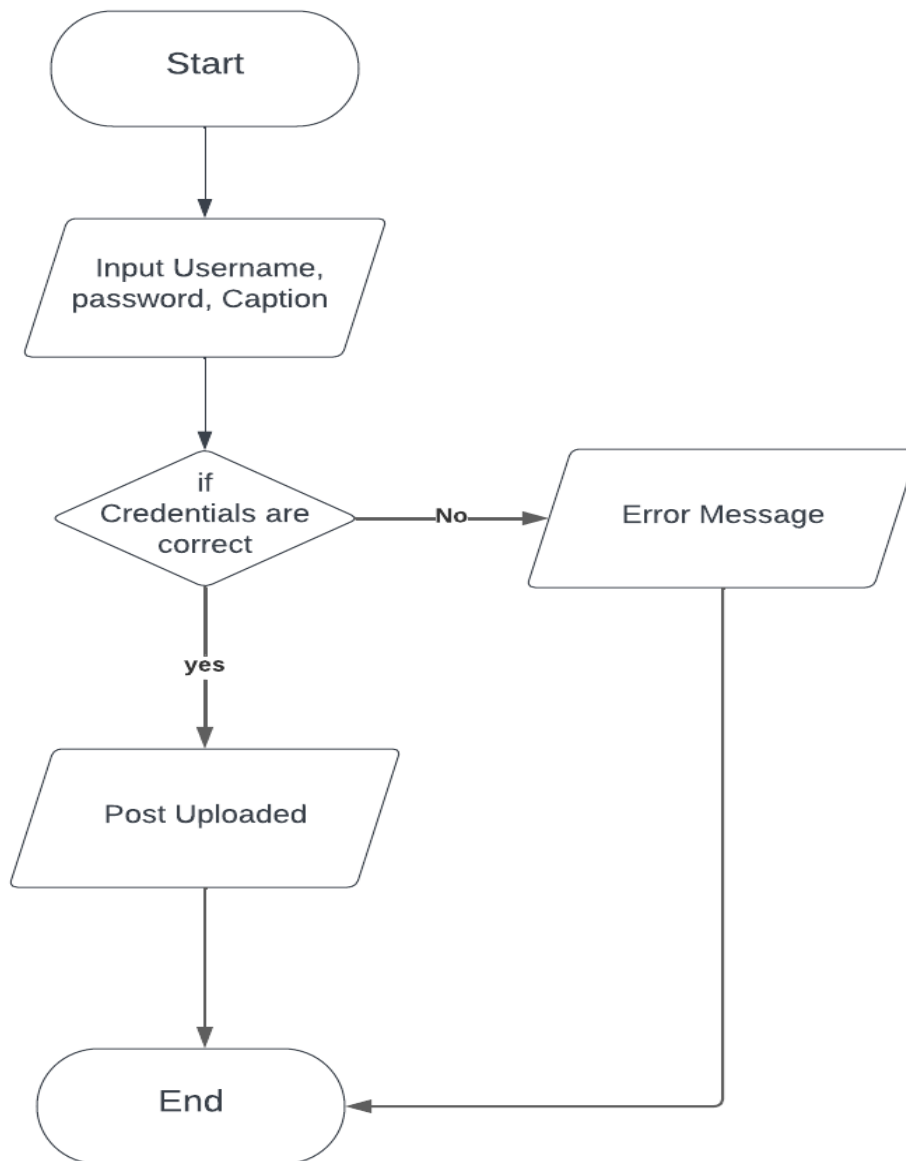 Start
Input Username,
password, Caption
if
Credentials are
correct
No
Error Message
yes
Post Uploaded
End